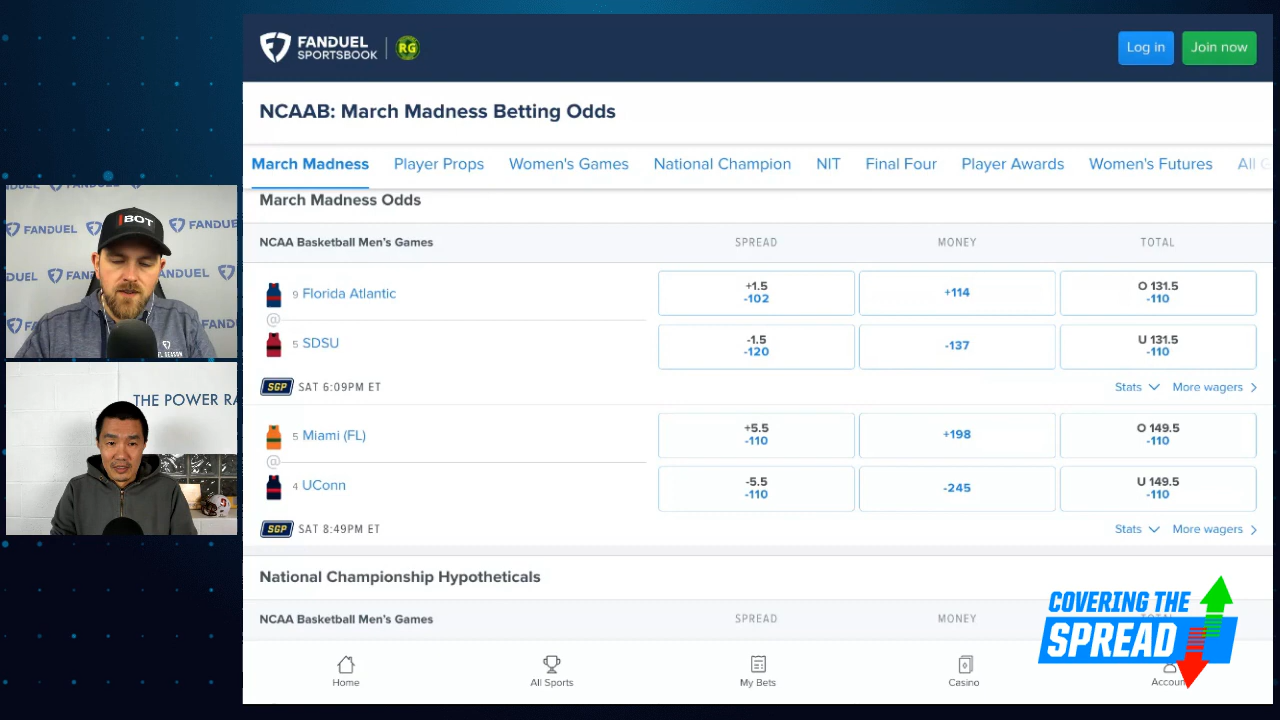 FANDUEL
SPORTSBOOK
RG
Log in
Join now
NCAAB: March Madness Betting Odds
March Madness
Player Props
Women's Games
National Champion
NIT
Final Four
Player Awards
Women's Futures
All G
March Madness Odds
NCAA Basketball Men's Games
SPREAD
MONEY
TOTAL
9 Florida Atlantic
+1.5
-102
+114
O 131.5
-110
@
5 SDSU
-1.5
-120
-137
U 131.5
-110
SGP SAT 6:09PM ET
Stats
More wagers
5 Miami (FL)
+5.5
-110
+198
O 149.5
-110
@
4 UConn
-5.5
-110
-245
U 149.5
-110
SGP SAT 8:49PM ET
Stats
More wagers
National Championship Hypotheticals
NCAA Basketball Men's Games
SPREAD
MONEY
TOTAL
Home
All Sports
My Bets
Casino
Accoun
COVERING THE
SPREAD
FANDUEL
FANDUEL
BOT
FANDU
DUEL
FAN
FANDUEL
THE POWER RA